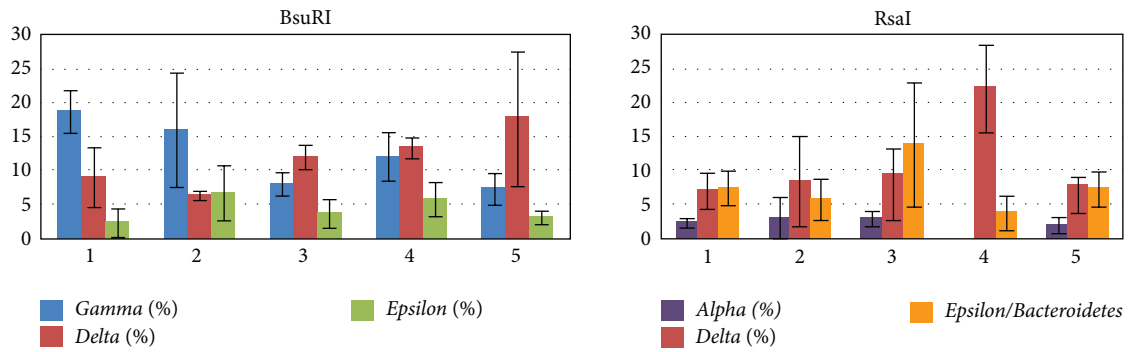 BsuRI
30
25
20
15
10
5
0
1 2 3 4 5
Gamma (%)
Delta (%)
Epsilon (%)
RsaI
30
25
20
15
10
5
0
1 2 3 4 5
Alpha (%)
Delta (%)
Epsilon/Bacteroidetes